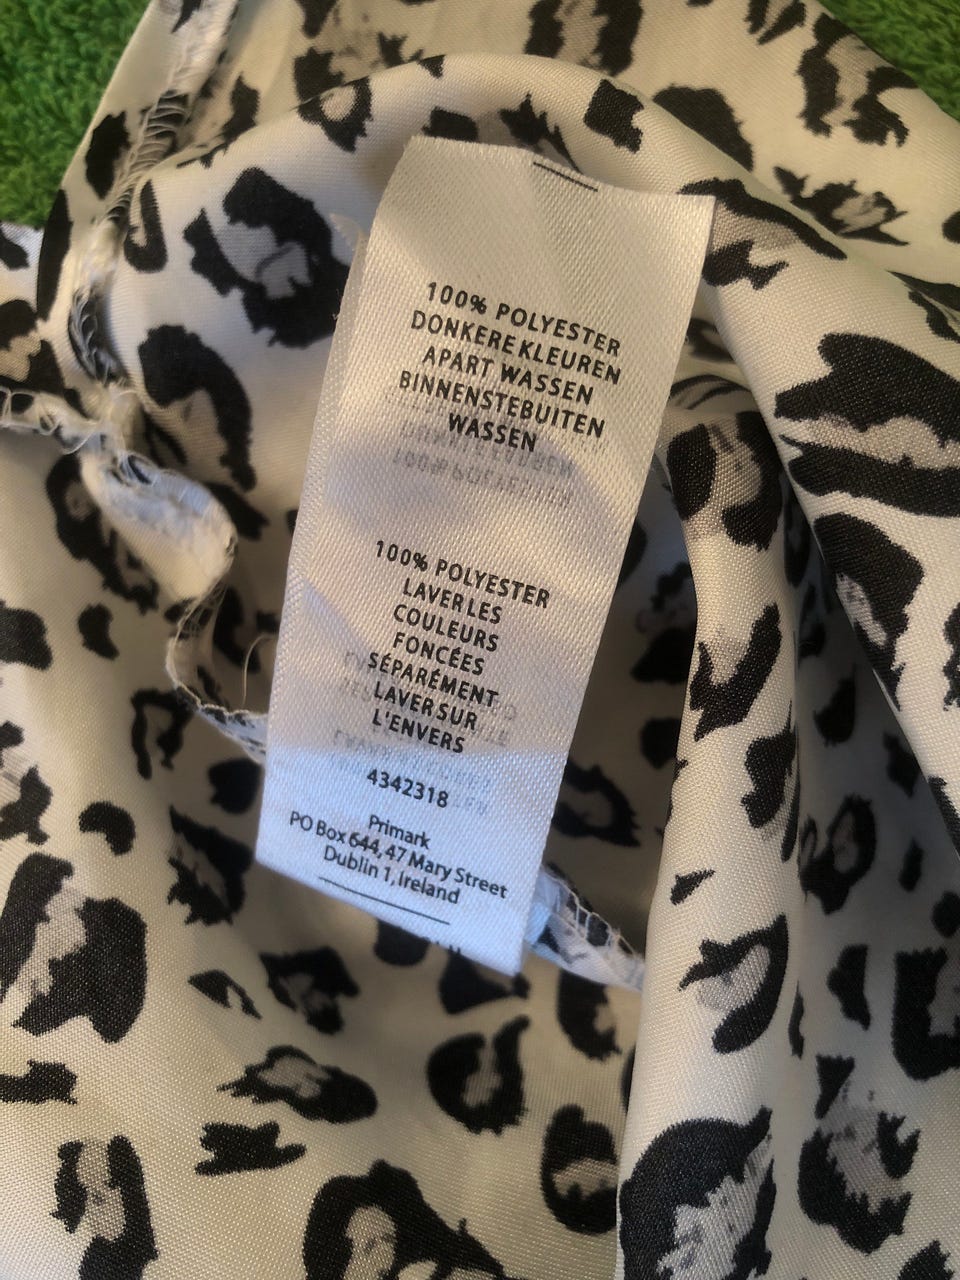 100% POLYESTER
DONKERE KLEUREN
APART WASSEN
BINNENSTEBUITEN
WASSEN
100% POLYESTER
LAVER LES
COULEURS
FONCÉES
SÉPARÉMENT
LAVER SUR
L'ENVERS
4342318
Primark
PO Box 644, 47 Mary Street
Dublin 1, Ireland